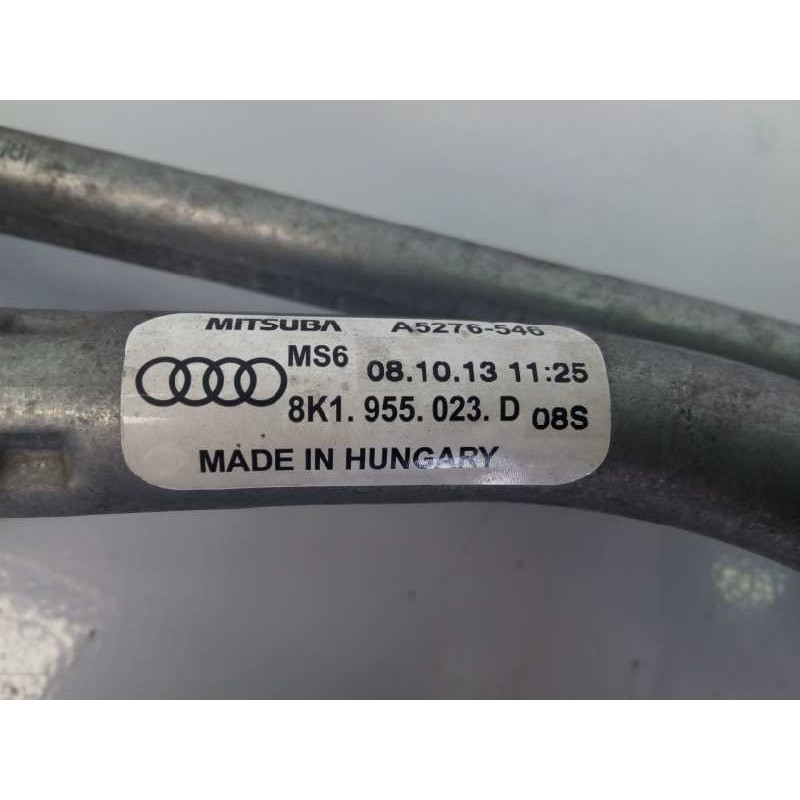 MITSUBA A5276-546
MS6 08.10.13 11:25
8K1.955.023.D 08S
MADE IN HUNGARY